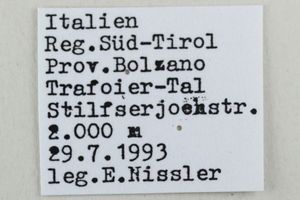 Italien
Reg.Süd-Tirol
Prov.Bolzano
Trafoier-Tal
Stilfserjochstr.
2.000 m
29.7.1993
leg.E.Nissler